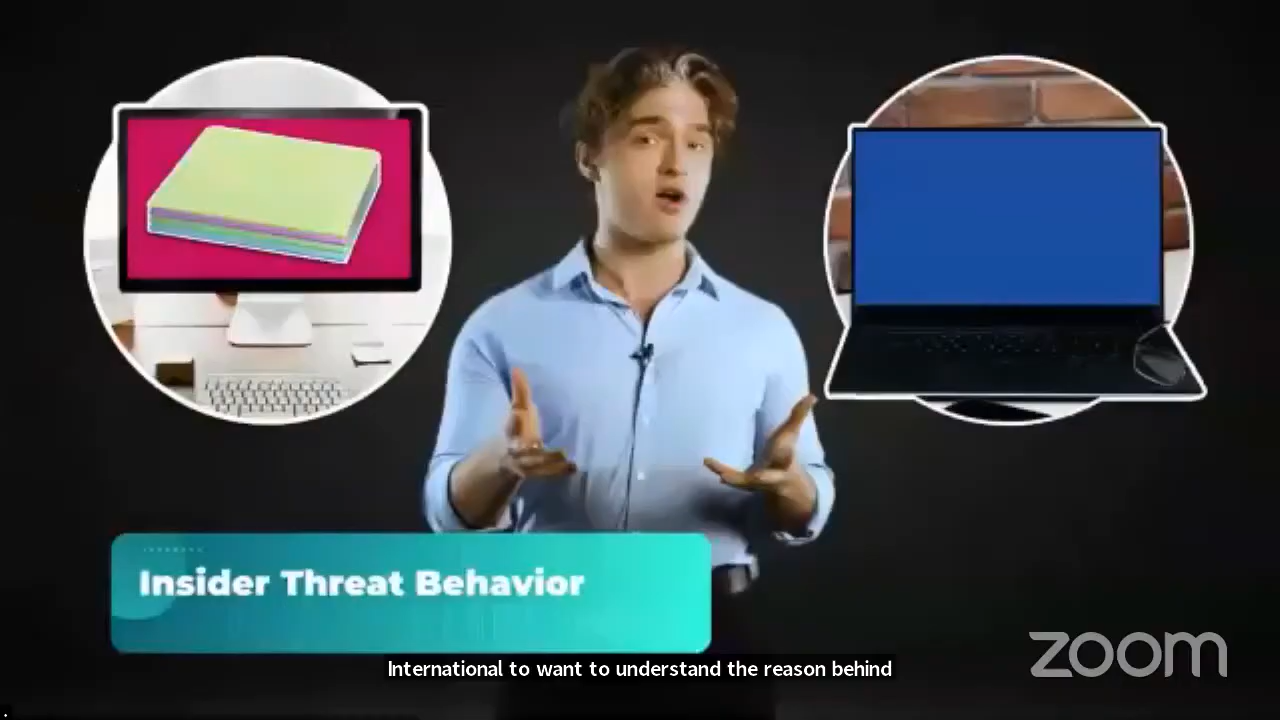 Insider Threat Behavior
International to want to understand the reason behind
zoom